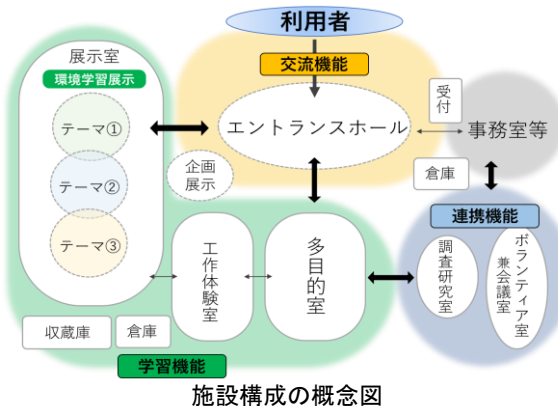 利用者
展示室
環境学習展示
交流機能
テーマ①
エントランスホール
受付
事務室等
企画
展示
倉庫
テーマ②
テーマ③
工作体験室
多目的室
連携機能
調査研究室
ボランティア室
兼会議室
収蔵庫
倉庫
学習機能
施設構成の概念図